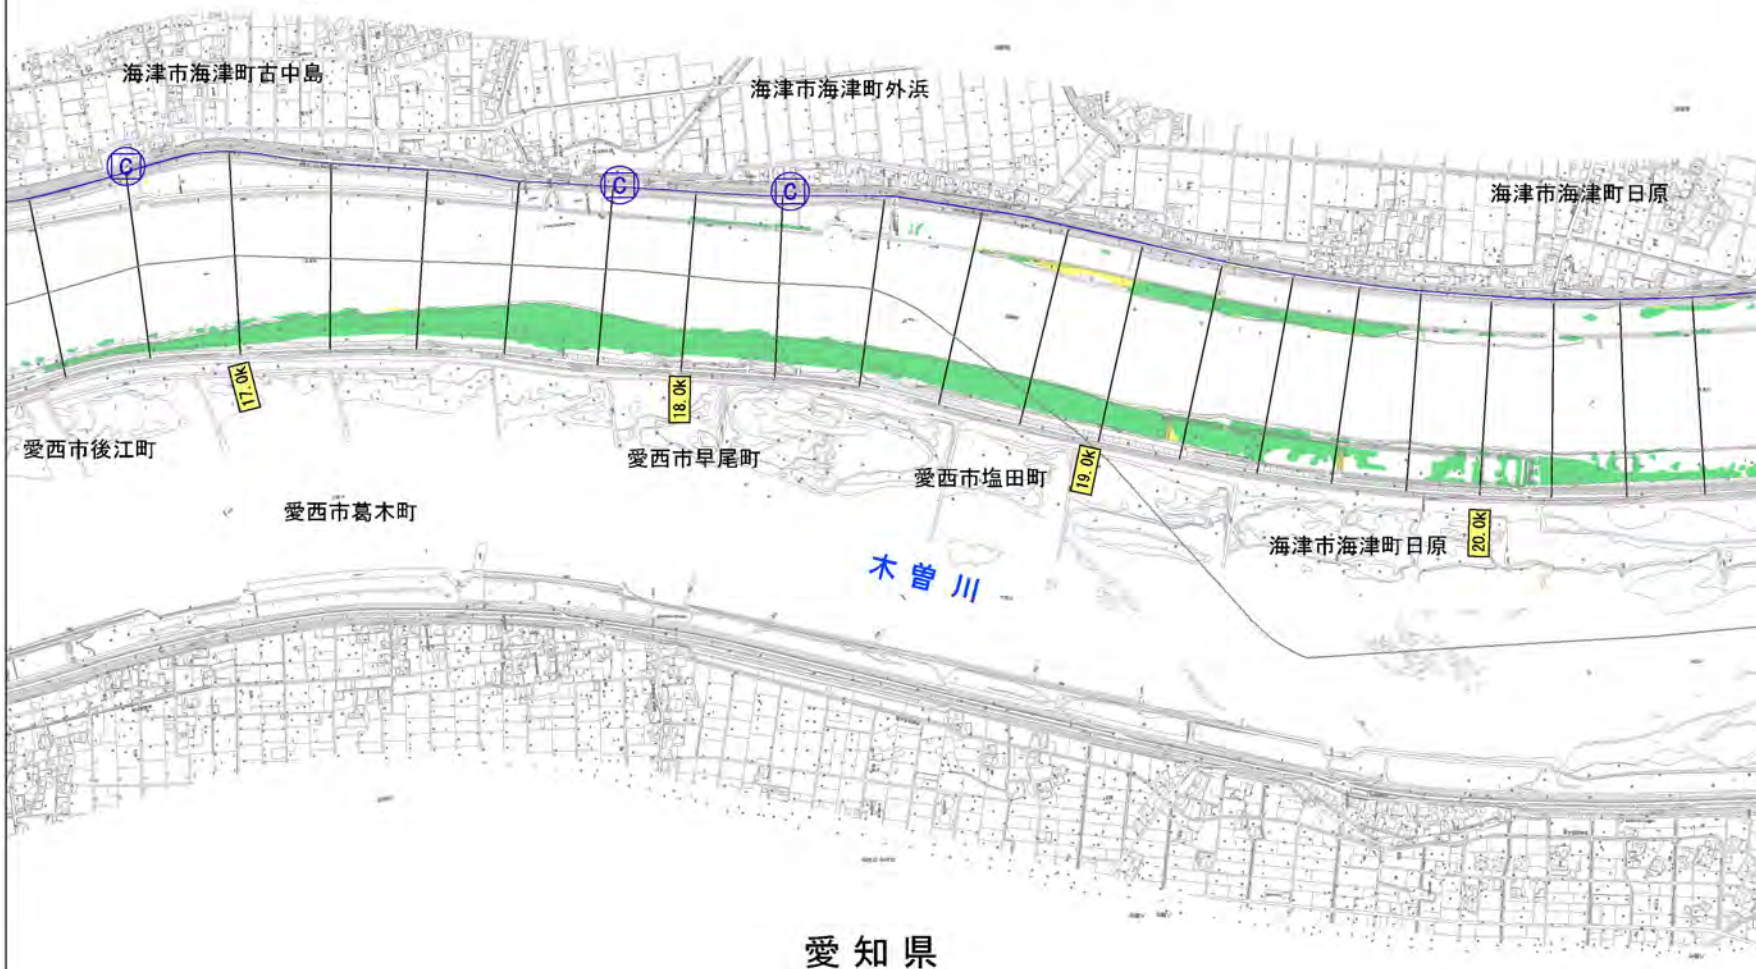 海津市海津町古中島
海津市海津町外浜
海津市海津町日原
C
C
C
17.0k
18.0k
19.0k
20.0k
愛西市後江町
愛西市早尾町
愛西市塩田町
愛西市葛木町
海津市海津町日原
木曽川
愛知県